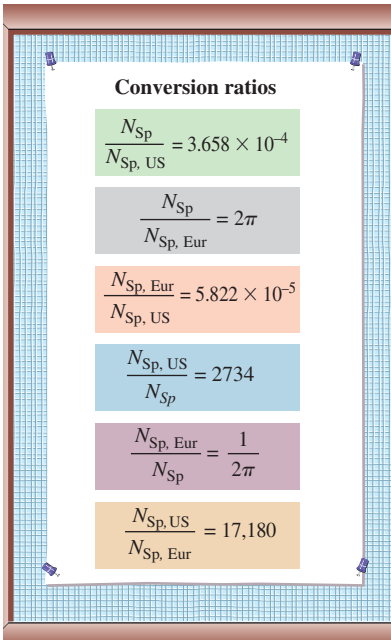 Conversion ratios
N_Sp / N_Sp, US = 3.658 × 10^–4
N_Sp / N_Sp, Eur = 2π
N_Sp, Eur / N_Sp, US = 5.822 × 10^–5
N_Sp, US / N_Sp = 2734
N_Sp, Eur / N_Sp = 1 / 2π
N_Sp, US / N_Sp, Eur = 17,180